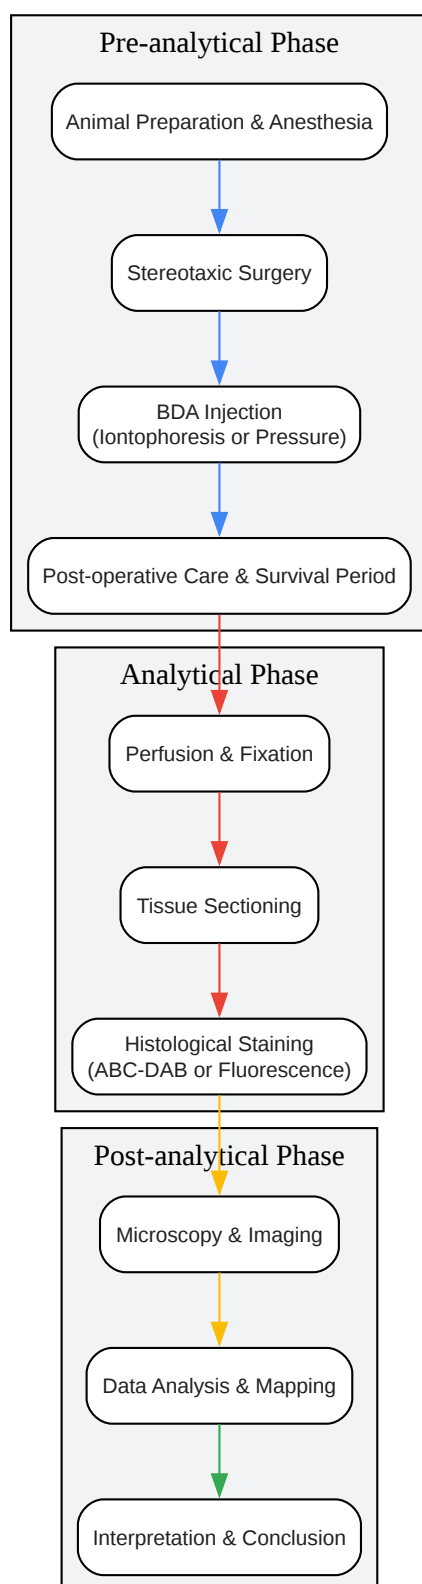 Pre-analytical Phase
Animal Preparation & Anesthesia
Stereotaxic Surgery
BDA Injection
(Iontophoresis or Pressure)
Post-operative Care & Survival Period
Analytical Phase
Perfusion & Fixation
Tissue Sectioning
Histological Staining
(ABC-DAB or Fluorescence)
Post-analytical Phase
Microscopy & Imaging
Data Analysis & Mapping
Interpretation & Conclusion